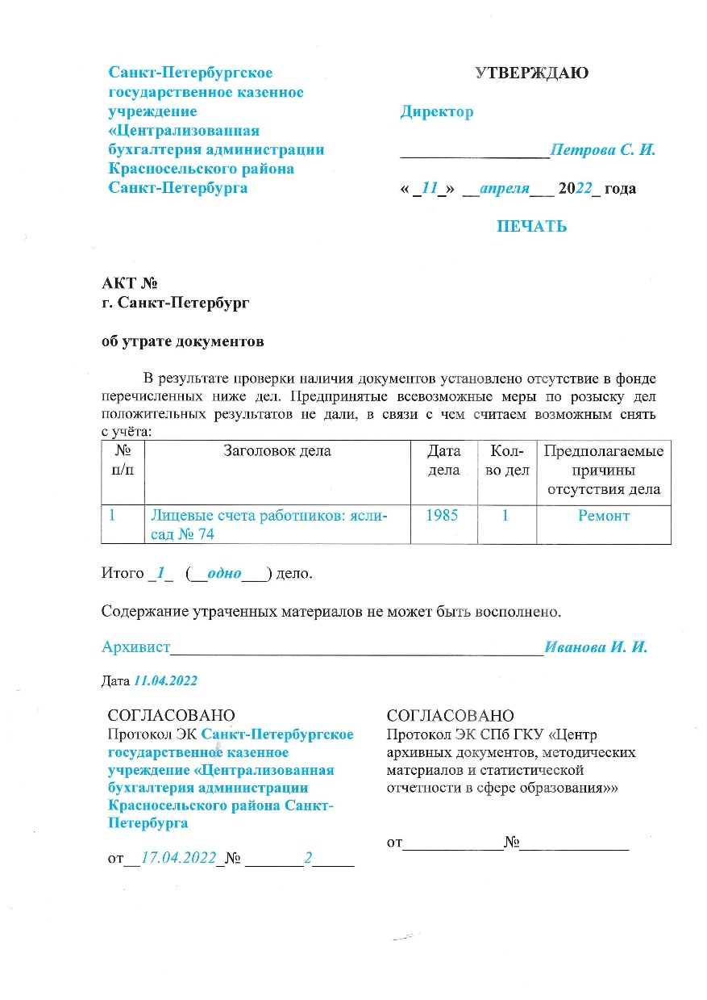 Санкт-Петербургское
государственное казенное
учреждение
«Централизованная
бухгалтерия администрации
Красносельского района
Санкт-Петербурга
УТВЕРЖДАЮ
Директор
_________________Петрова С. И.
« _11_» __апреля___ 2022_ года
ПЕЧАТЬ
АКТ №
г. Санкт-Петербург
об утрате документов
В результате проверки наличия документов установлено отсутствие в фонде
перечисленных ниже дел. Предпринятые всевозможные меры по розыску дел
положительных результатов не дали, в связи с чем считаем возможным снять
с учёта:
№ Заголовок дела Дата Кол- Предполагаемые
п/п дела во дел причины
отсутствия дела
1 Лицевые счета работников: ясли- 1985 1 Ремонт
сад № 74
Итого _1_ (__одно___) дело.
Содержание утраченных материалов не может быть восполнено.
Архивист____________________________________________Иванова И. И.
Дата 11.04.2022
СОГЛАСОВАНО
Протокол ЭК Санкт-Петербургское
государственное казенное
учреждение «Централизованная
бухгалтерия администрации
Красносельского района Санкт-
Петербурга
от__17.04.2022_№ _______2_____
СОГЛАСОВАНО
Протокол ЭК СПб ГКУ «Центр
архивных документов, методических
материалов и статистической
отчетности в сфере образования»»
от____________№_____________